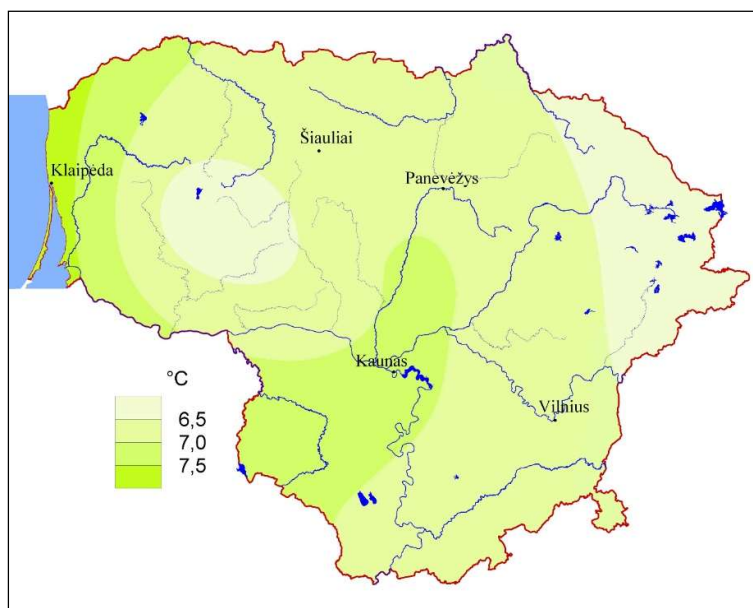 Šiauliai
Klaipėda
Panevėžys
Kaunas
°C
6,5
7,0
7,5
Vilnius